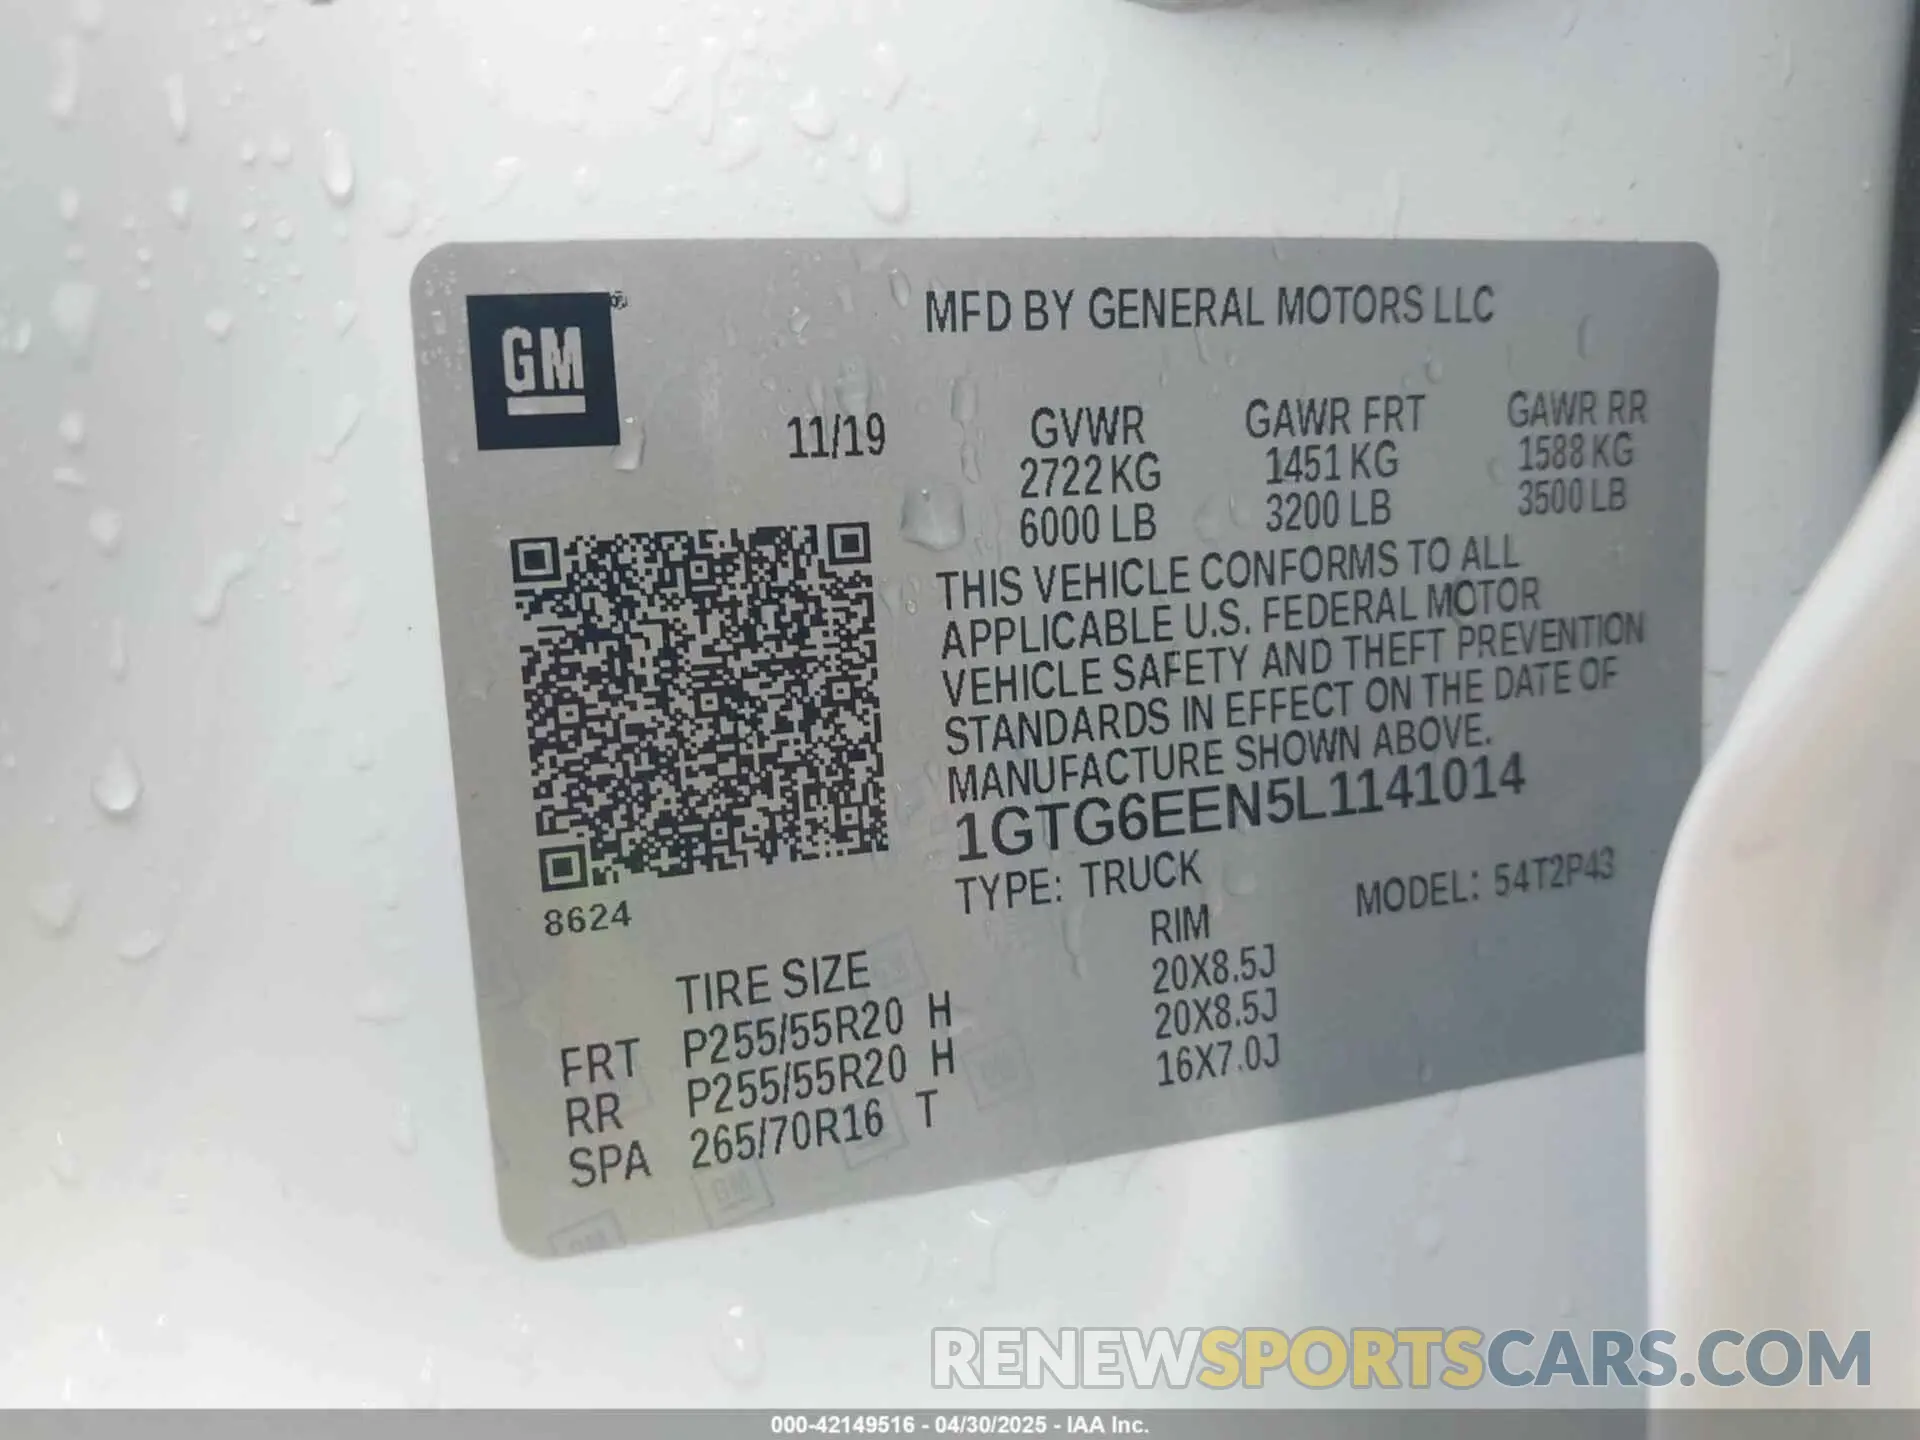 GM®
MFD BY GENERAL MOTORS LLC
11/19
GVWR GAWR FRT GAWR RR
2722 KG 1451 KG 1588 KG
6000 LB 3200 LB 3500 LB
THIS VEHICLE CONFORMS TO ALL
APPLICABLE U.S. FEDERAL MOTOR
VEHICLE SAFETY AND THEFT PREVENTION
STANDARDS IN EFFECT ON THE DATE OF
MANUFACTURE SHOWN ABOVE.
1GTG6EEN5L1141014
TYPE: TRUCK MODEL: 54T2P43
8624
TIRE SIZE RIM
FRT P255/55R20 H 20X8.5J
RR P255/55R20 H 20X8.5J
SPA 265/70R16 T 16X7.0J
GM
RENEWSPORTSCARS.COM
000-42149516 - 04/30/2025 - IAA Inc.